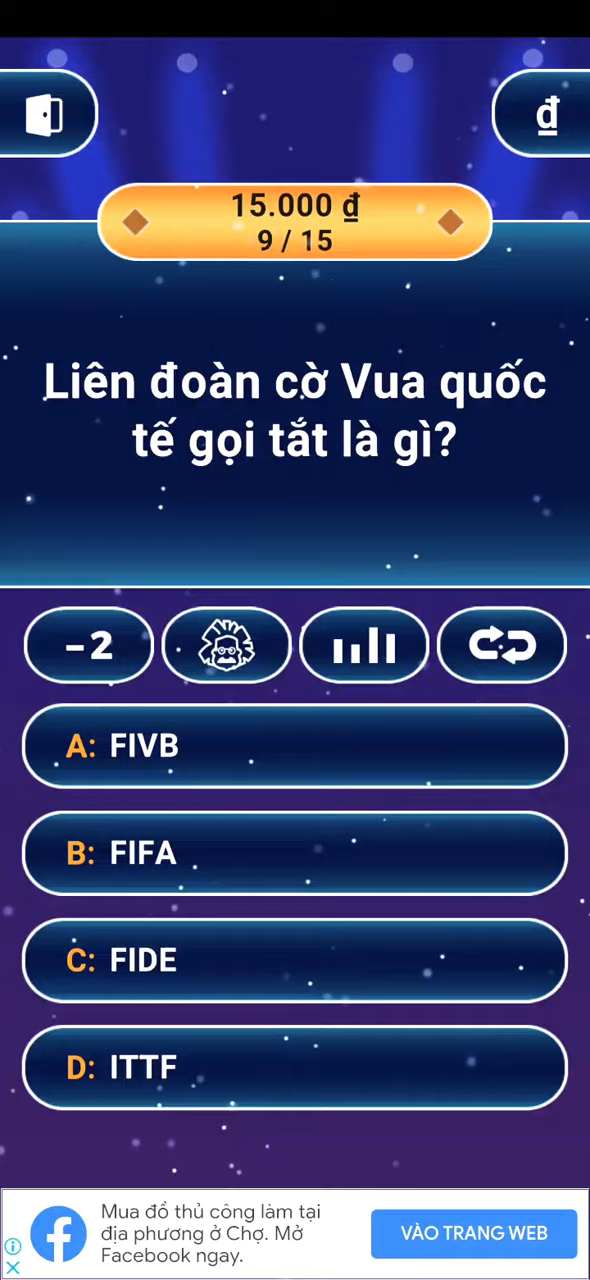 đ
15.000 đ
9 / 15
Liên đoàn cờ Vua quốc
tế gọi tắt là gì?
-2
A: FIVB
B: FIFA
C: FIDE
D: ITTF
Mua đồ thủ công làm tại
địa phương ở Chợ. Mở
Facebook ngay.
VÀO TRANG WEB